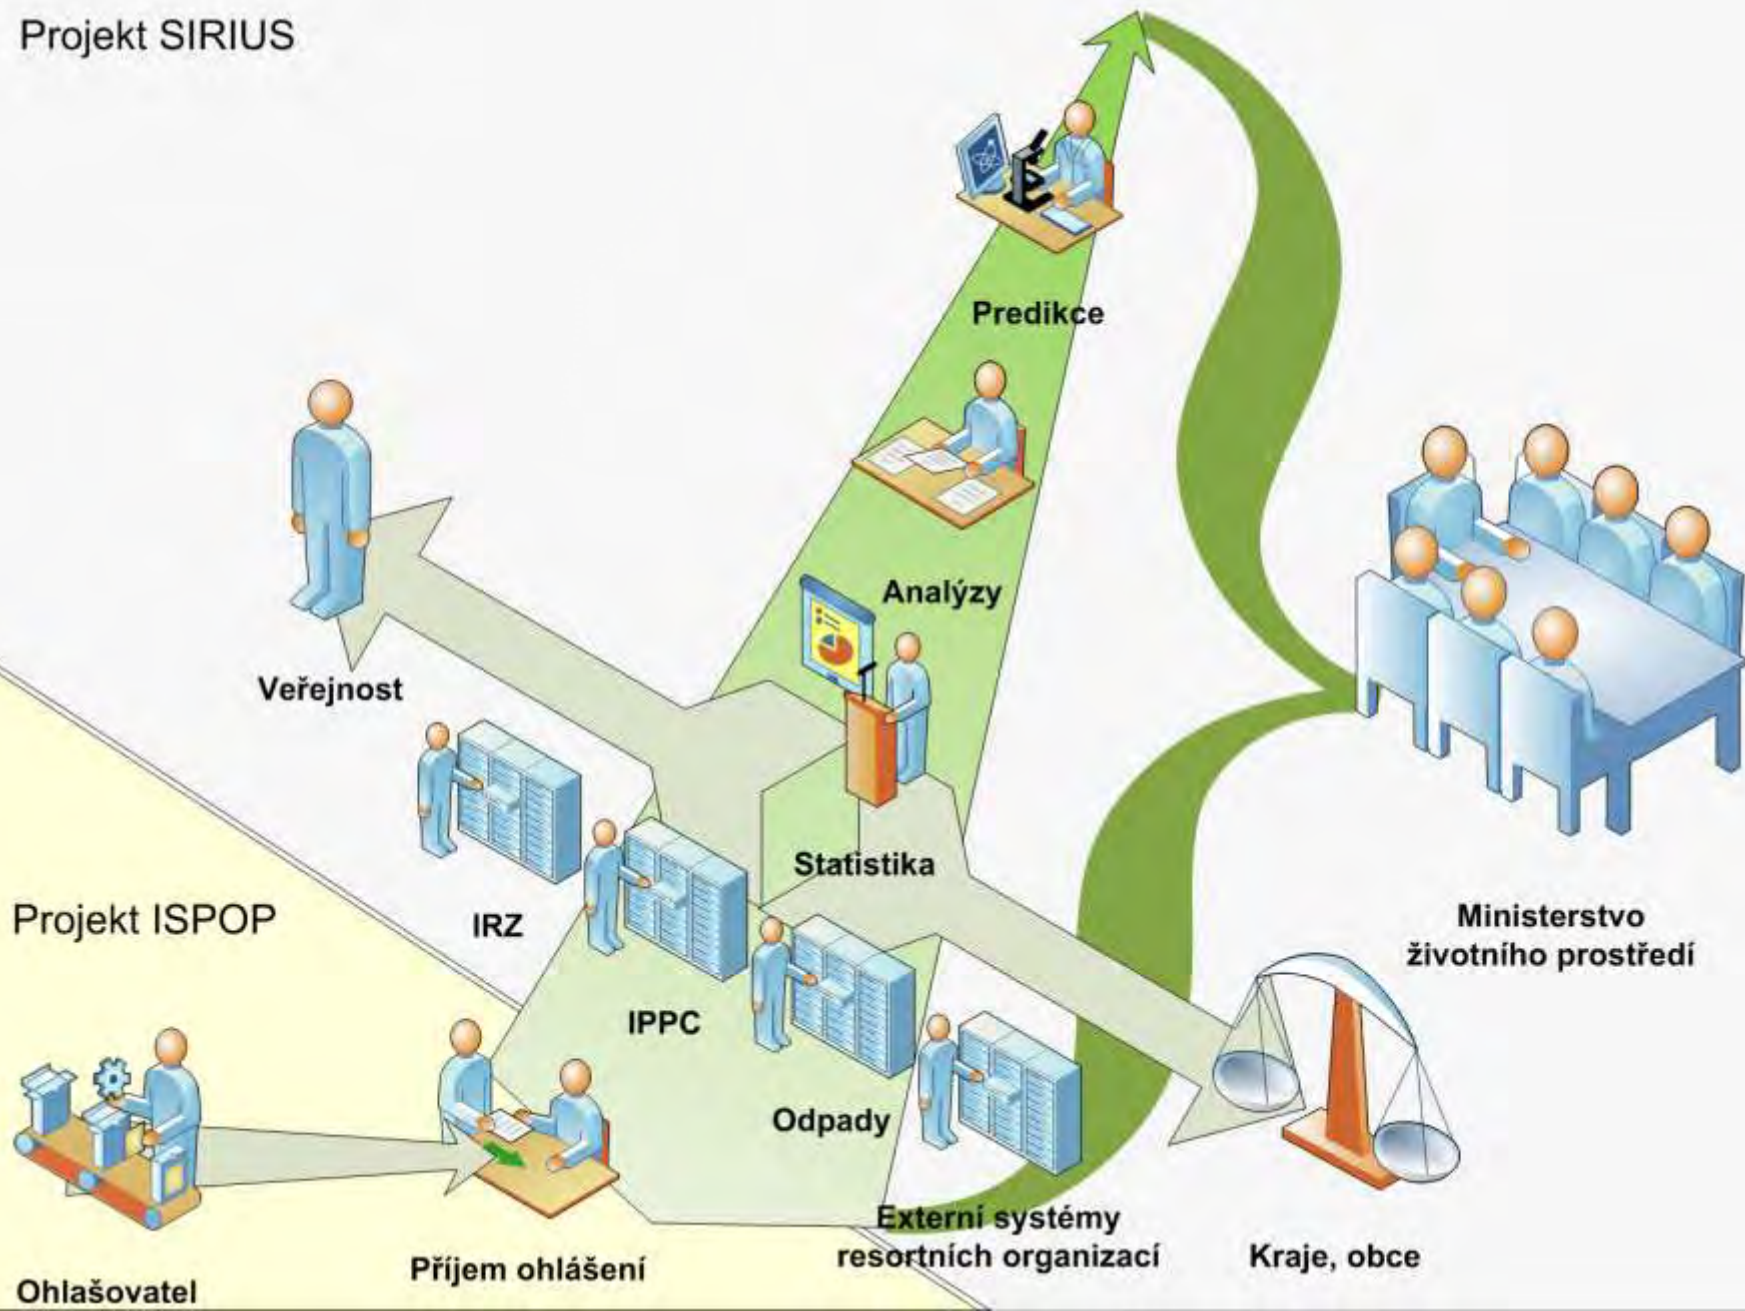 Projekt SIRIUS
Predikce
Analýzy
Veřejnost
Statistika
IRZ
Projekt ISPOP
Ministerstvo
životního prostředí
IPPC
Odpady
Externí systémy
resortních organizací
Kraje, obce
Příjem ohlášení
Ohlašovatel